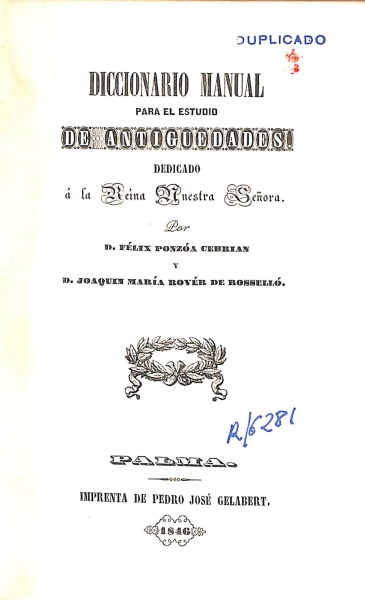 DUPLICADO
DICCIONARIO MANUAL
PARA EL ESTUDIO
DE ANTIGUEDADES
DEDICADO
á la Reina Nuestra Señora.
Por
D. FÉLIX PONZÓA CEBRIAN
Y
D. JOAQUIN MARÍA ROVÉR DE ROSSELLÓ.
R/6281
PALMA.
IMPRENTA DE PEDRO JOSÉ GELABERT.
1846